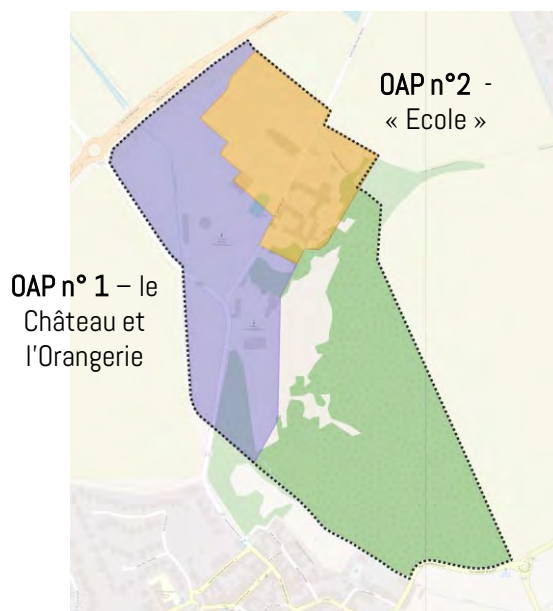 OAP n°2 -
« Ecole »
OAP n° 1 – le
Château et
l'Orangerie